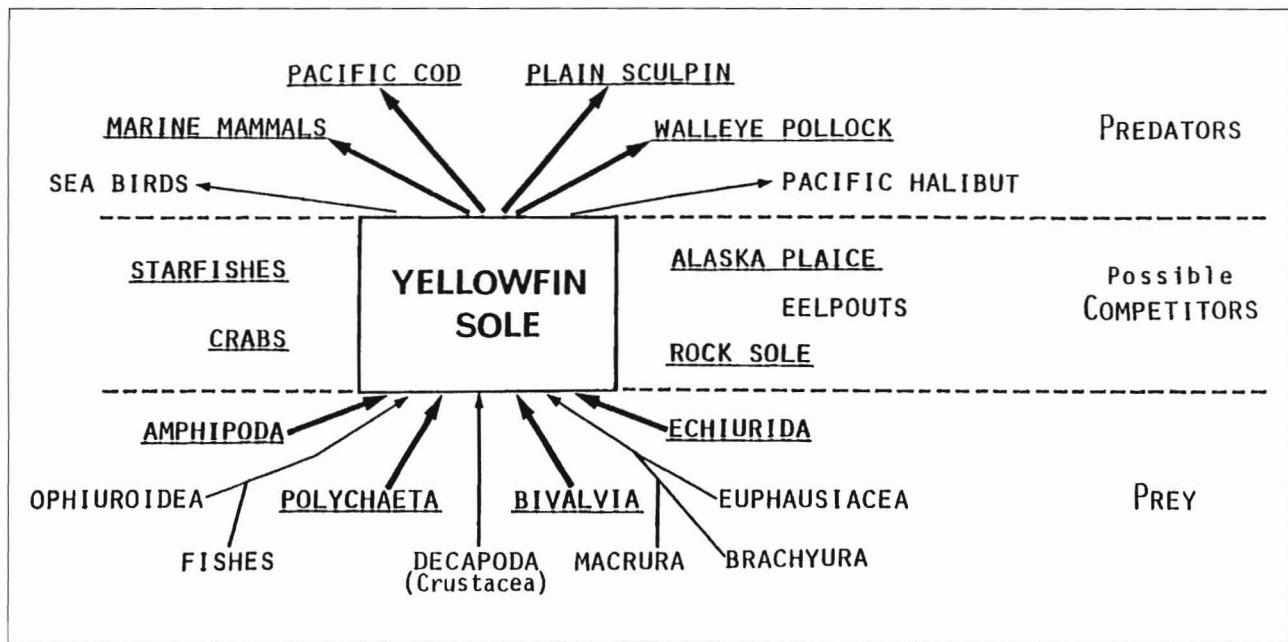 PACIFIC COD PLAIN SCULPIN
MARINE MAMMALS WALLEYE POLLOCK PREDATORS
SEA BIRDS PACIFIC HALIBUT
STARFISHES YELLOWFIN SOLE ALASKA PLAICE Possible
EELPOUTS COMPETITORS
CRABS ROCK SOLE
AMPHIPODA ECHIURIDA
OPHIUROIDEA POLYCHAETA BIVALVIA EUPHAUSIACEA PREY
FISHES DECAPODA MACRURA BRACHYURA
(Crustacea)